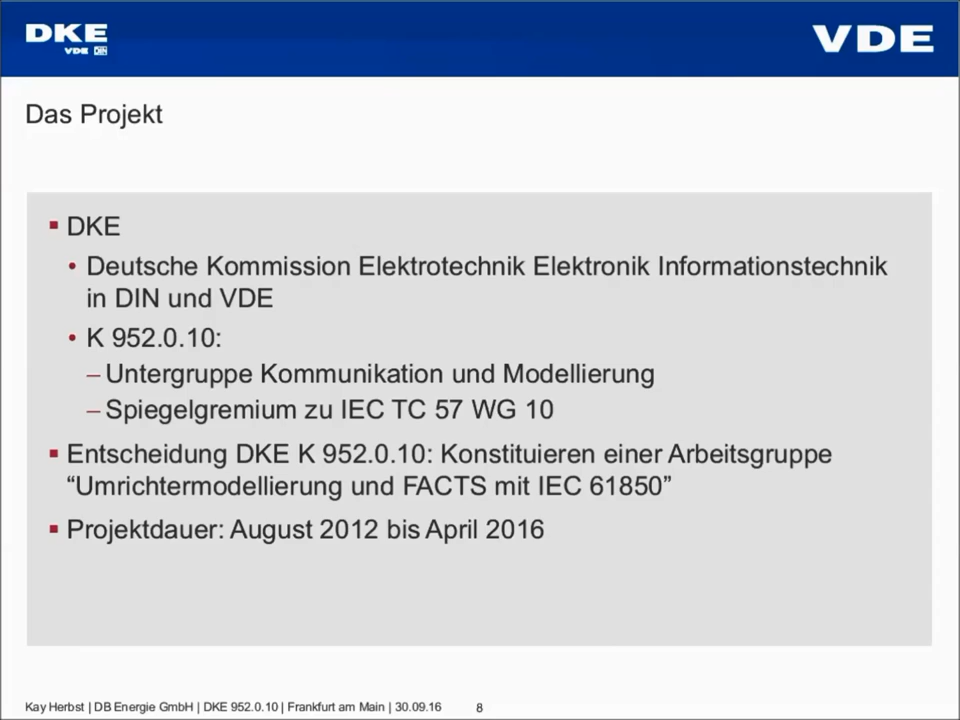 DKE
VDE DIN
VDE
Das Projekt
▪ DKE
• Deutsche Kommission Elektrotechnik Elektronik Informationstechnik
in DIN und VDE
• K 952.0.10:
– Untergruppe Kommunikation und Modellierung
– Spiegelgremium zu IEC TC 57 WG 10
▪ Entscheidung DKE K 952.0.10: Konstituieren einer Arbeitsgruppe
“Umrichtermodellierung und FACTS mit IEC 61850”
▪ Projektdauer: August 2012 bis April 2016
Kay Herbst | DB Energie GmbH | DKE 952.0.10 | Frankfurt am Main | 30.09.16 8